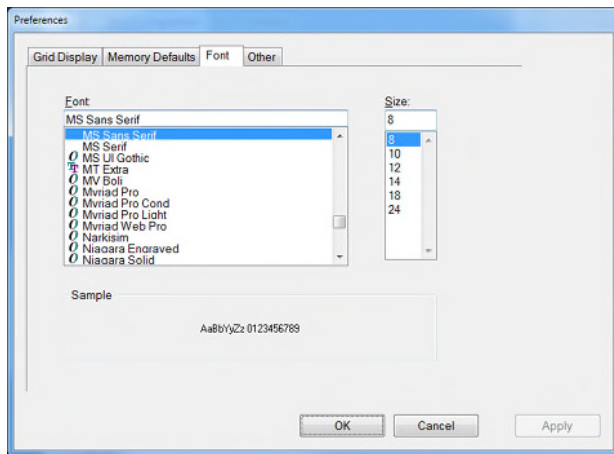 Preferences
Grid Display Memory Defaults Font Other
Font
MS Sans Serif
MS Sans Serif
MS Serif
MS UI Gothic
MT Extra
MV Boli
Myriad Pro
Myriad Pro Cond
Myriad Pro Light
Myriad Web Pro
Narkisim
Niagara Engraved
Niagara Solid
Size:
8
8
10
12
14
18
24
Sample
AaBbYyZz 0123456789
OK Cancel Apply